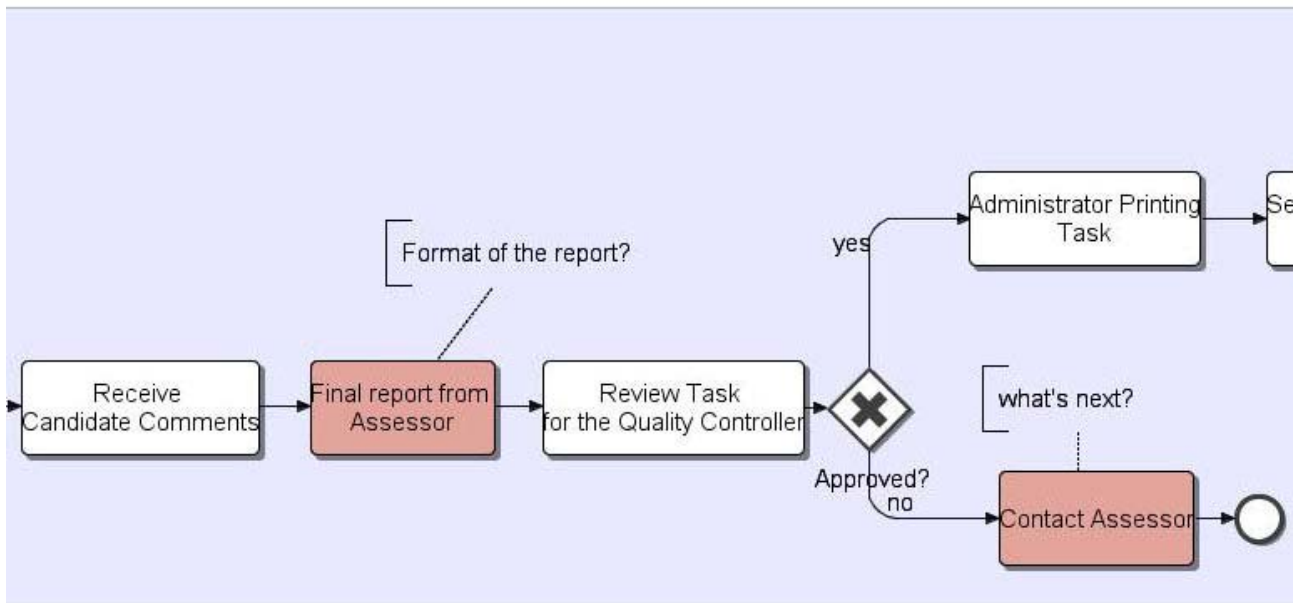 Format of the report?
Receive
Candidate Comments
Final report from
Assessor
Review Task
for the Quality Controller
Approved?
yes
Administrator Printing
Task
no
what's next?
Contact Assessor